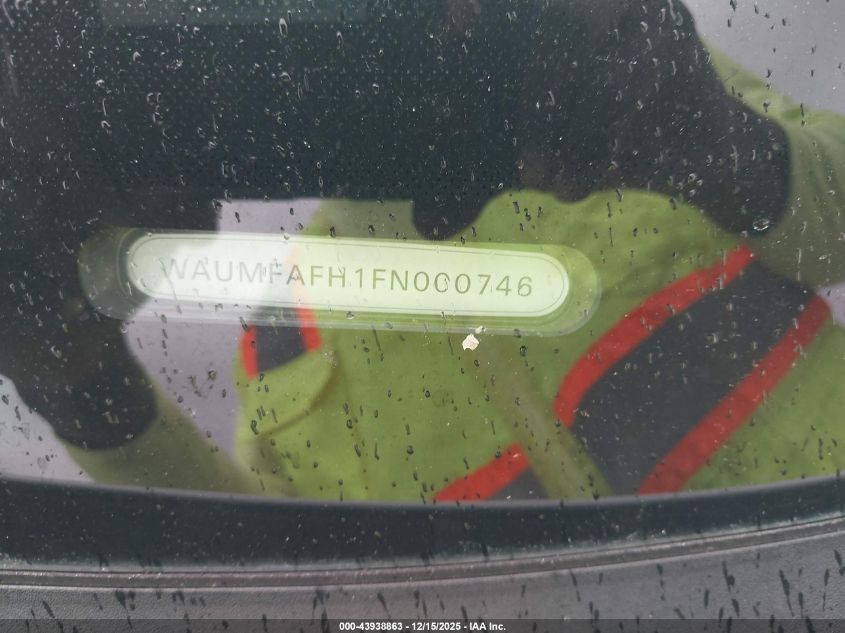 WAUMFAFH1FN000746
000-43938863 - 12/15/2025 - IAA Inc.